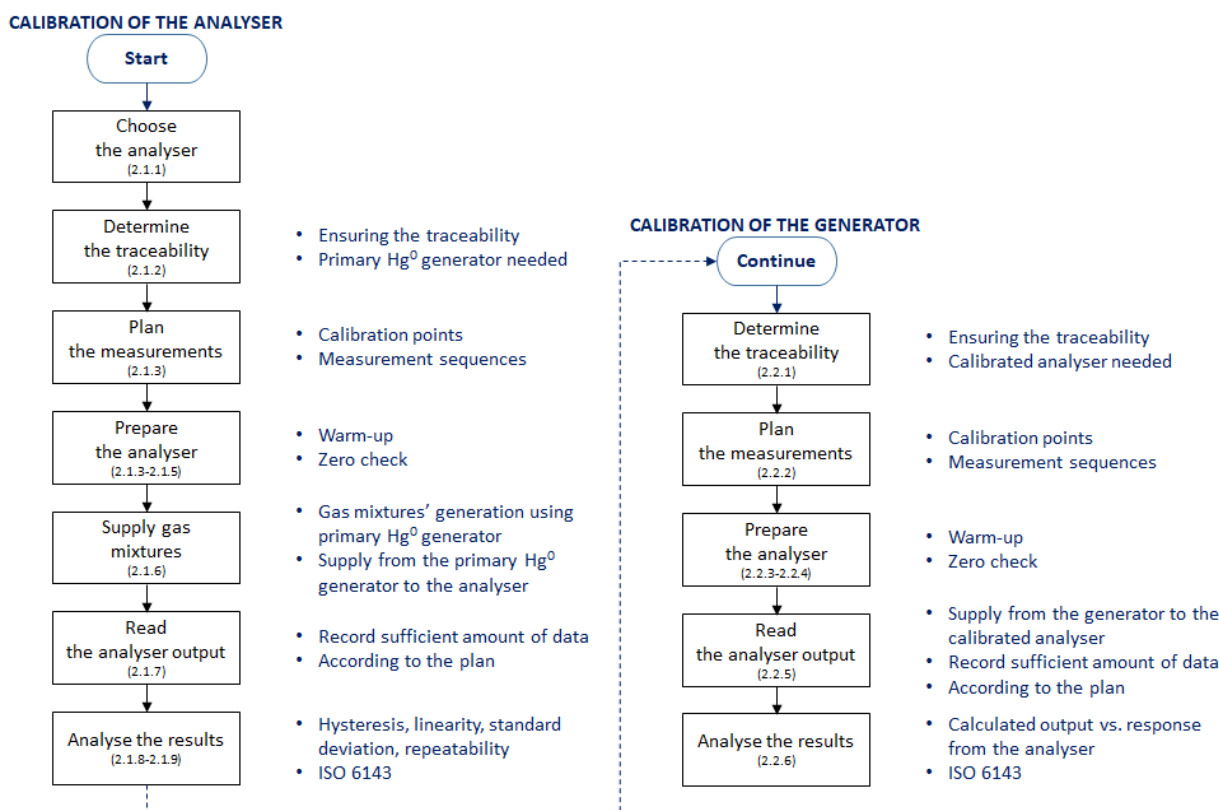 CALIBRATION OF THE ANALYSER
Start
Choose
the analyser
(2.1.1)
Determine
the traceability
(2.1.2)
• Ensuring the traceability
• Primary Hg⁰ generator needed
Plan
the measurements
(2.1.3)
• Calibration points
• Measurement sequences
Prepare
the analyser
(2.1.3-2.1.5)
• Warm-up
• Zero check
Supply gas
mixtures
(2.1.6)
• Gas mixtures’ generation using
primary Hg⁰ generator
• Supply from the primary Hg⁰
generator to the analyser
Read
the analyser output
(2.1.7)
• Record sufficient amount of data
• According to the plan
Analyse the results
(2.1.8-2.1.9)
• Hysteresis, linearity, standard
deviation, repeatability
• ISO 6143
CALIBRATION OF THE GENERATOR
Continue
Determine
the traceability
(2.2.1)
• Ensuring the traceability
• Calibrated analyser needed
Plan
the measurements
(2.2.2)
• Calibration points
• Measurement sequences
Prepare
the analyser
(2.2.3-2.2.4)
• Warm-up
• Zero check
Read
the analyser output
(2.2.5)
• Supply from the generator to the
calibrated analyser
• Record sufficient amount of data
• According to the plan
Analyse the results
(2.2.6)
• Calculated output vs. response
from the analyser
• ISO 6143